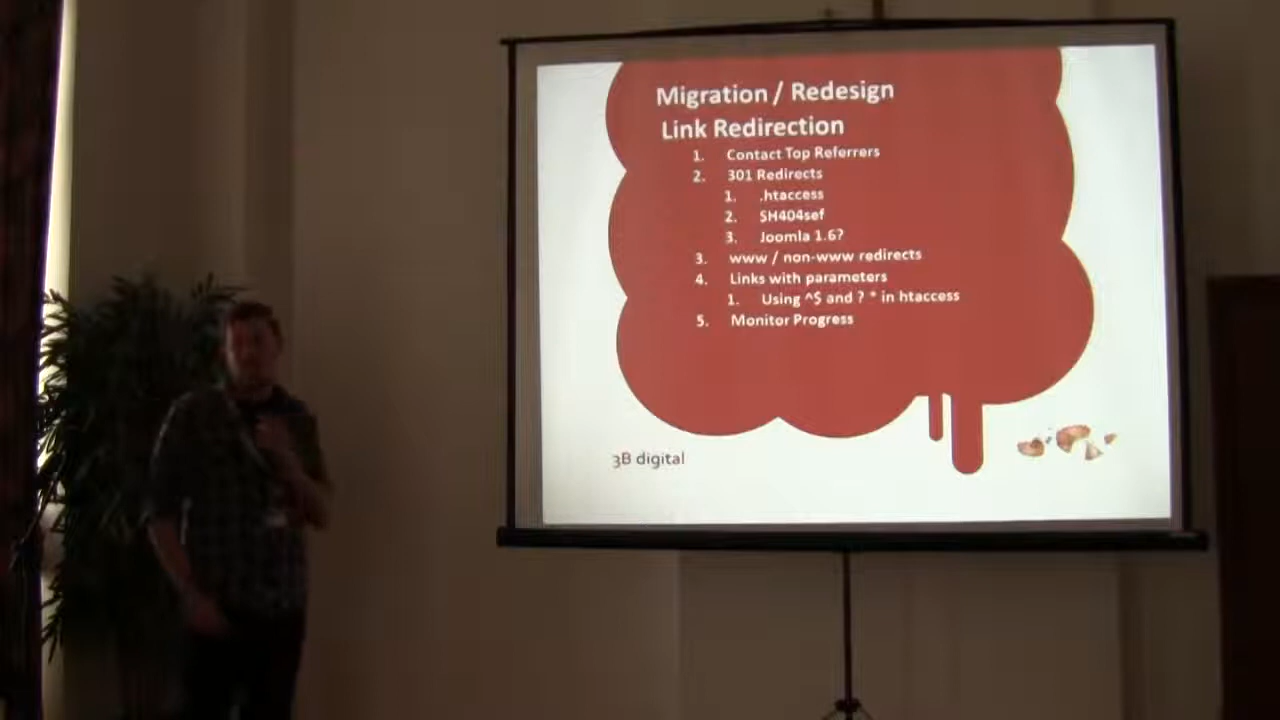 Migration / Redesign
Link Redirection
1. Contact Top Referrers
2. 301 Redirects
1. .htaccess
2. SH404sef
3. Joomla 1.6?
3. www / non-www redirects
4. Links with parameters
1. Using ^$ and ? * in htaccess
5. Monitor Progress
3B digital